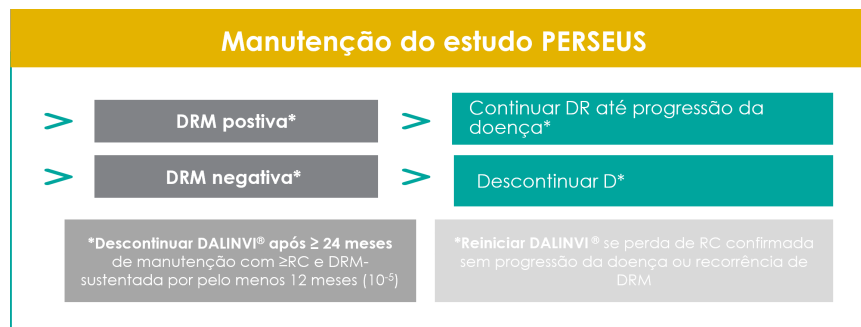 Manutenção do estudo PERSEUS
> DRM postiva* > Continuar DR até progressão da
doença*
> DRM negativa* > Descontinuar D*
*Descontinuar DALINVI® após ≥ 24 meses
de manutenção com ≥RC e DRM-
sustentada por pelo menos 12 meses (10⁻⁵)
*Reiniciar DALINVI ® se perda de RC confirmada
sem progressão da doença ou recorrência de
DRM